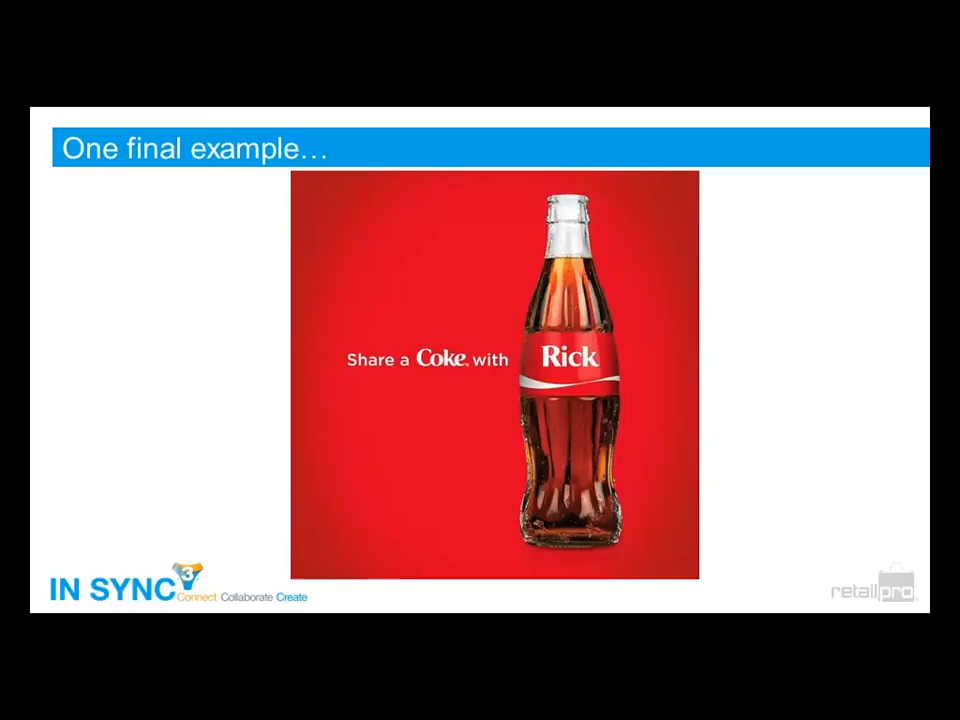 One final example…
Share a Coke with Rick
IN SYNC 3
Connect Collaborate Create
retail pro